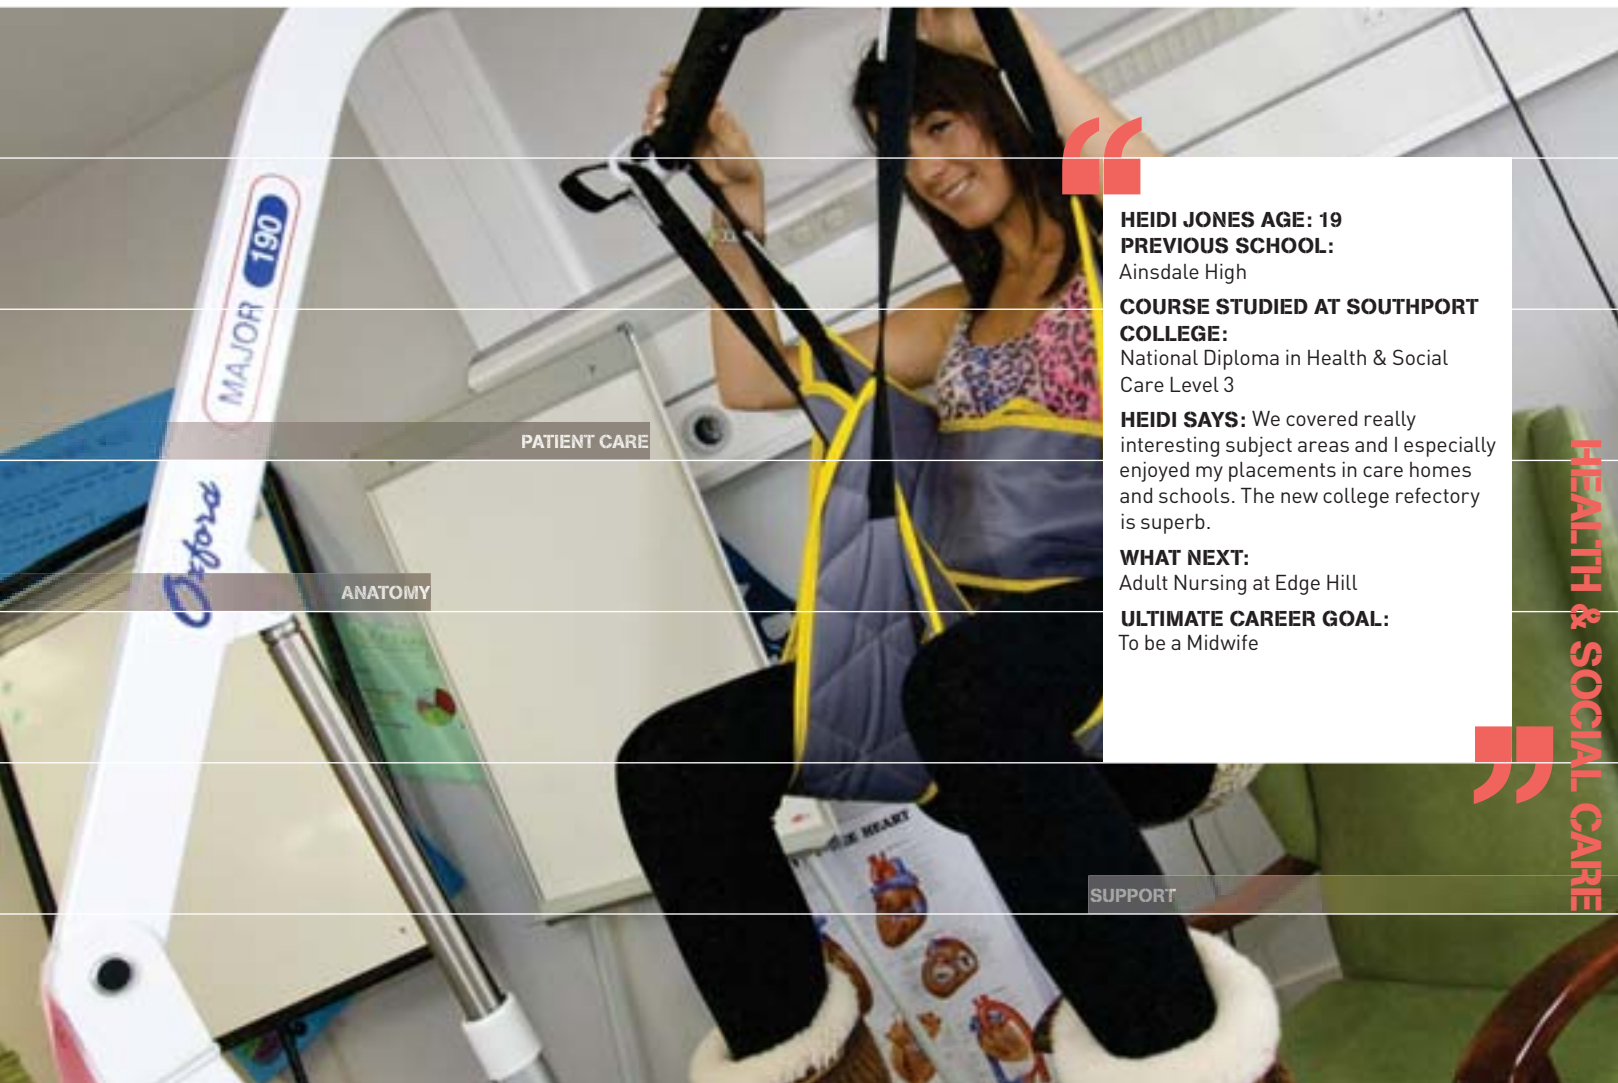 MAJOR 190
Oxford
PATIENT CARE
ANATOMY
HEIDI JONES AGE: 19
PREVIOUS SCHOOL:
Ainsdale High
COURSE STUDIED AT SOUTHPORT
COLLEGE:
National Diploma in Health & Social
Care Level 3
HEIDI SAYS: We covered really
interesting subject areas and I especially
enjoyed my placements in care homes
and schools. The new college refectory
is superb.
WHAT NEXT:
Adult Nursing at Edge Hill
ULTIMATE CAREER GOAL:
To be a Midwife
HEALTH & SOCIAL CARE
HEART
SUPPORT